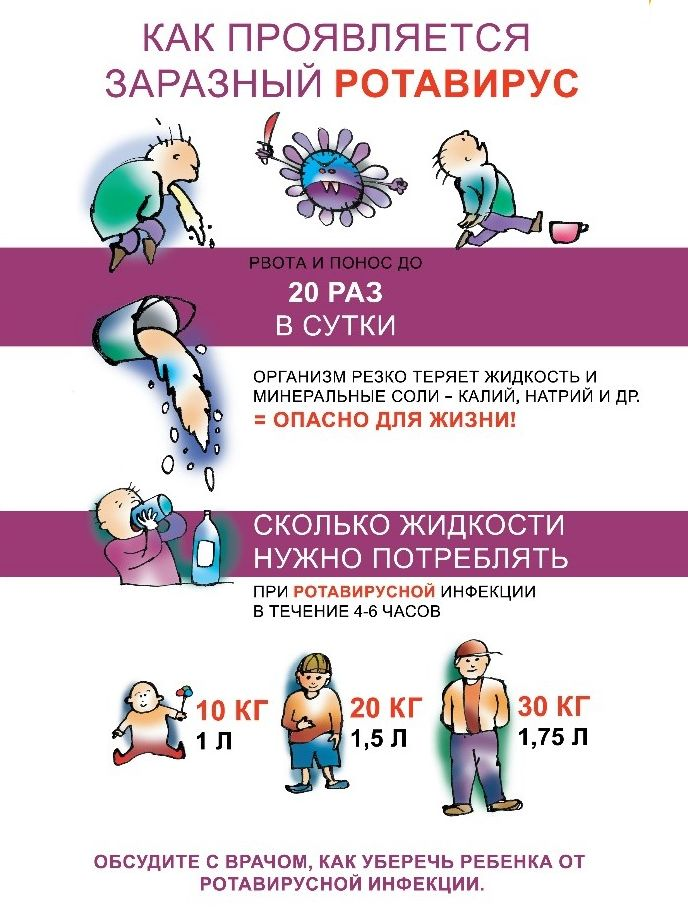 КАК ПРОЯВЛЯЕТСЯ
ЗАРАЗНЫЙ РОТАВИРУС
РВОТА И ПОНОС ДО
20 РАЗ
В СУТКИ
ОРГАНИЗМ РЕЗКО ТЕРЯЕТ ЖИДКОСТЬ И
МИНЕРАЛЬНЫЕ СОЛИ – КАЛИЙ, НАТРИЙ И ДР.
= ОПАСНО ДЛЯ ЖИЗНИ!
СКОЛЬКО ЖИДКОСТИ
НУЖНО ПОТРЕБЛЯТЬ
ПРИ РОТАВИРУСНОЙ ИНФЕКЦИИ
В ТЕЧЕНИЕ 4-6 ЧАСОВ
10 КГ
1 Л
20 КГ
1,5 Л
30 КГ
1,75 Л
ОБСУДИТЕ С ВРАЧОМ, КАК УБЕРЕЧЬ РЕБЕНКА ОТ
РОТАВИРУСНОЙ ИНФЕКЦИИ.